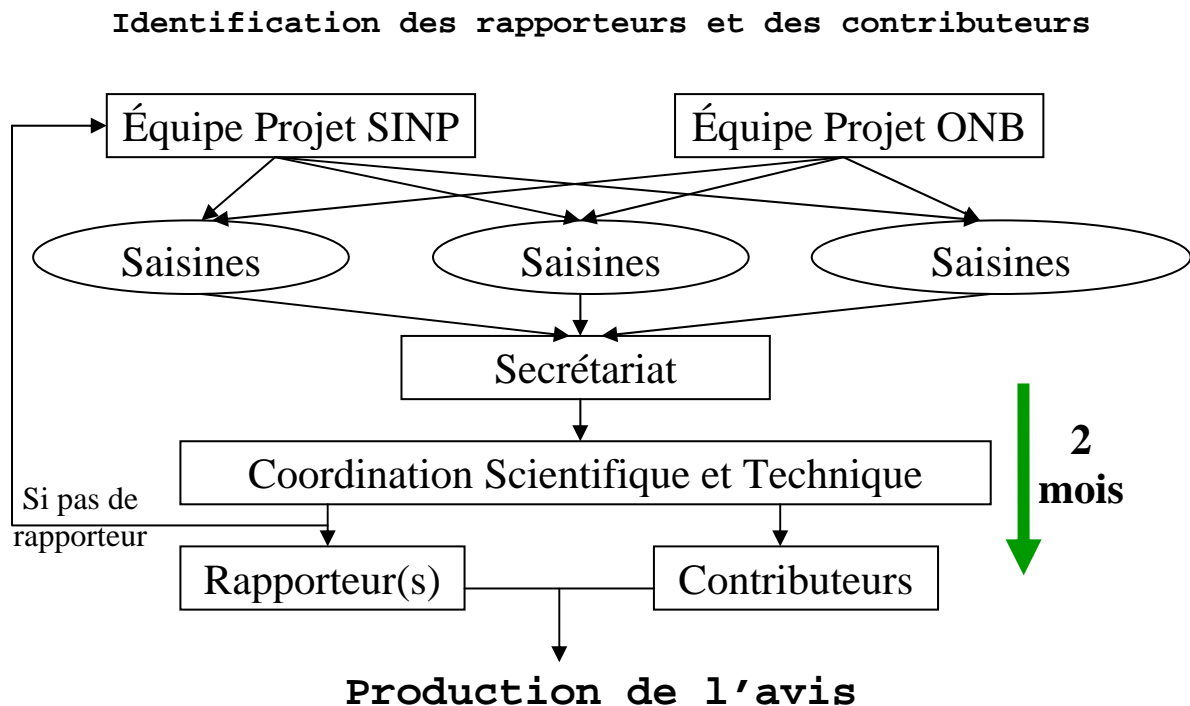 Identification des rapporteurs et des contributeurs
Équipe Projet SINP
Équipe Projet ONB
Saisines
Saisines
Saisines
Secrétariat
2
mois
Coordination Scientifique et Technique
Si pas de
rapporteur
Rapporteur(s)
Contributeurs
Production de l’avis